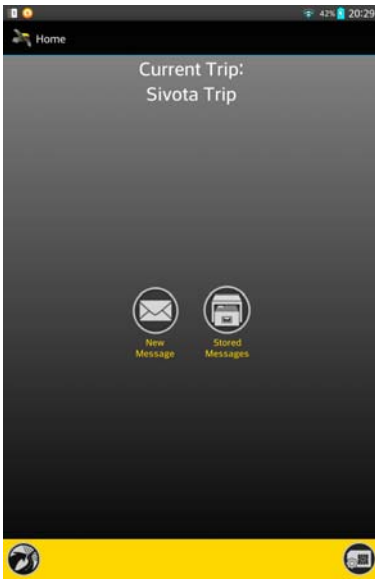 42% 20:29
Home
Current Trip:
Sivota Trip
New
Message
Stored
Messages